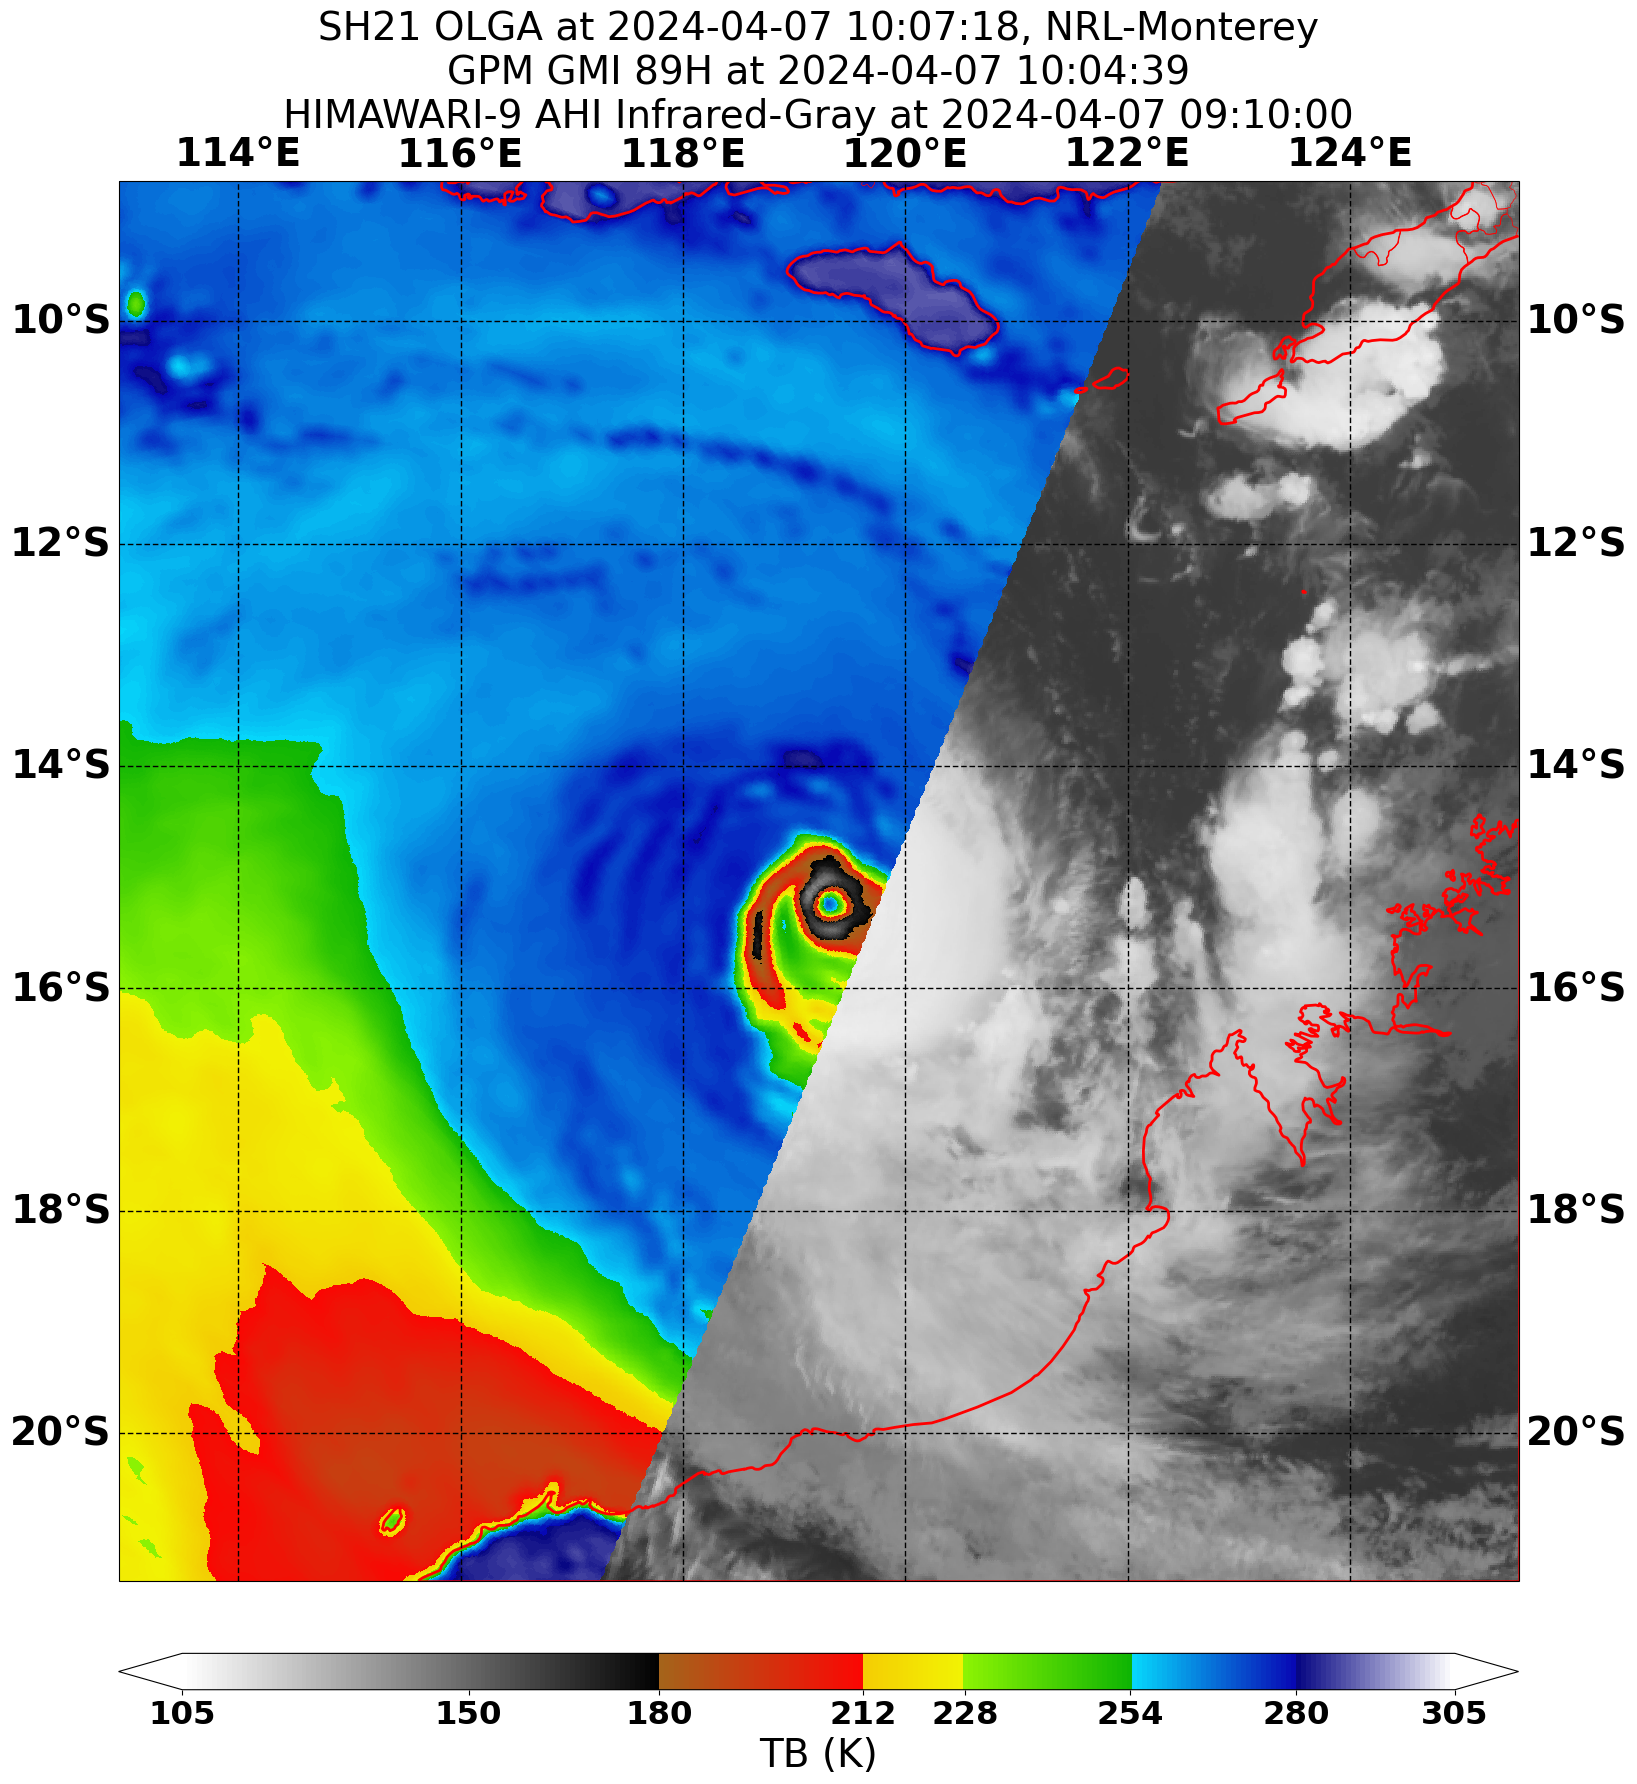 SH21 OLGA at 2024-04-07 10:07:18, NRL-Monterey
GPM GMI 89H at 2024-04-07 10:04:39
HIMAWARI-9 AHI Infrared-Gray at 2024-04-07 09:10:00
114°E 116°E 118°E 120°E 122°E 124°E
10°S 10°S
12°S 12°S
14°S 14°S
16°S 16°S
18°S 18°S
20°S 20°S
105 150 180 212 228 254 280 305
TB (K)